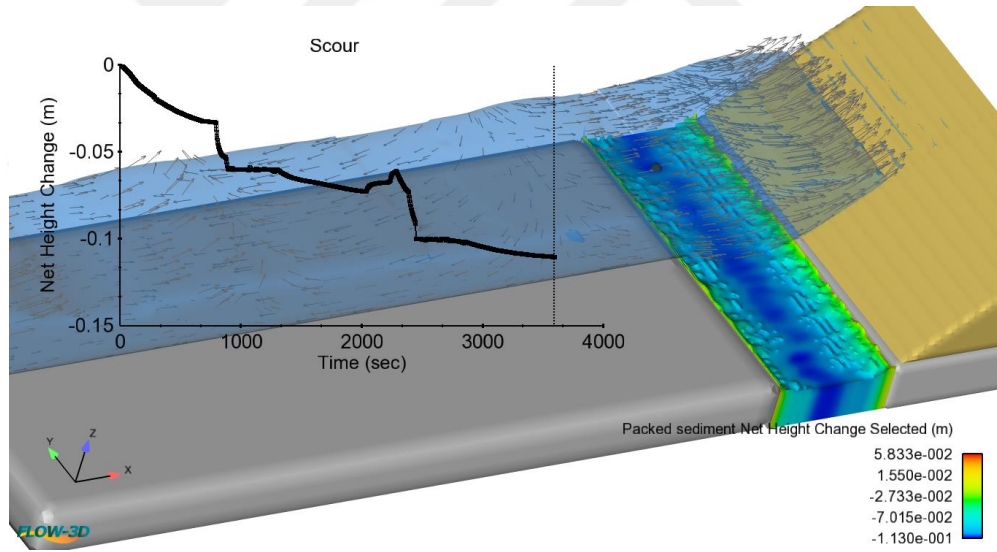 Scour
0
-0.05
-0.1
-0.15
Net Height Change (m)
0 1000 2000 3000 4000
Time (sec)
Z
Y
X
Packed sediment Net Height Change Selected (m)
5.833e-002
1.550e-002
-2.733e-002
-7.015e-002
-1.130e-001
FLOW-3D